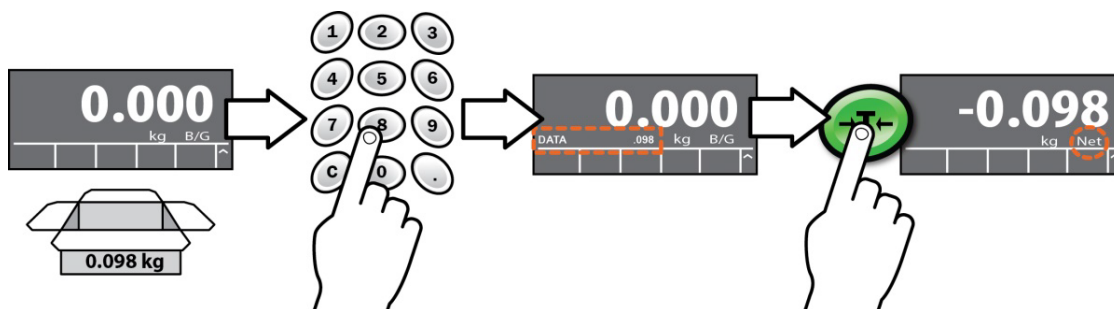 0.000
kg B/G
0.098 kg
1 2 3
4 5 6
7 8 9
C 0 .
0.000
DATA .098 kg B/G
T
-0.098
kg Net